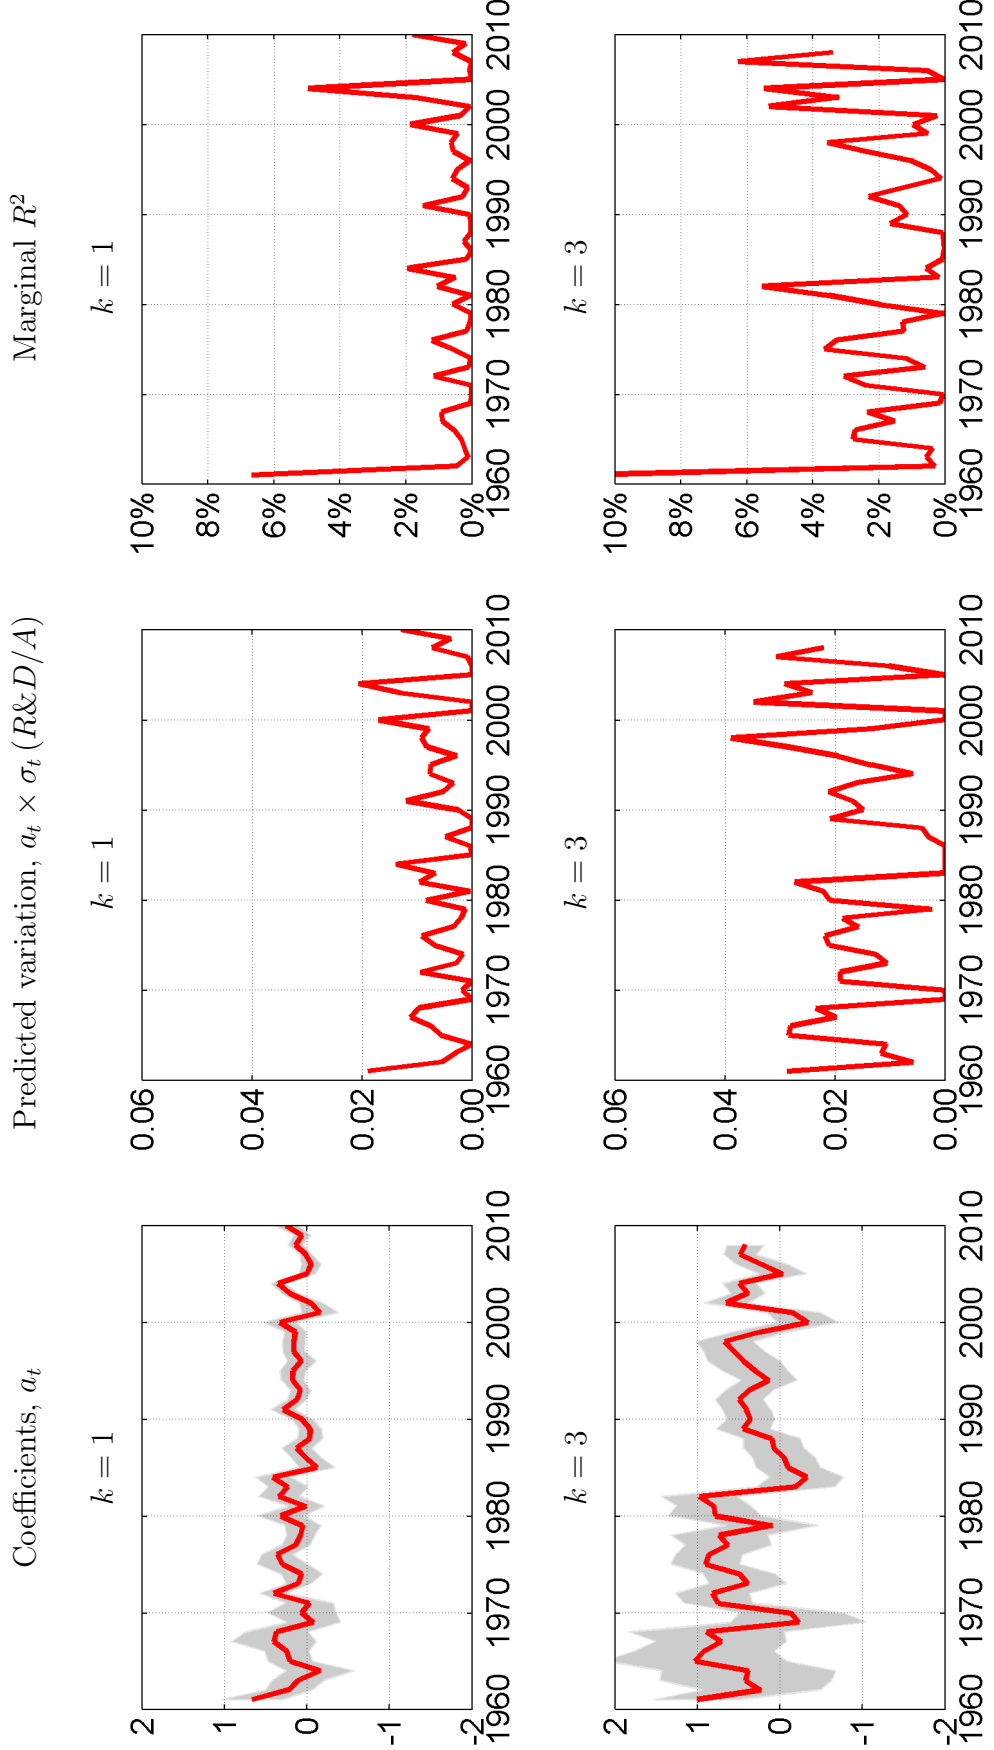 Coefficients, $a_t$
Predicted variation, $a_t \times \sigma_t (R\&D/A)$
Marginal $R^2$
k = 1
2
1
0
-1
-2
1960 1970 1980 1990 2000 2010
k = 1
0.06
0.04
0.02
0.00
1960 1970 1980 1990 2000 2010
k = 1
10%
8%
6%
4%
2%
0%
1960 1970 1980 1990 2000 2010
k = 3
2
1
0
-1
-2
1960 1970 1980 1990 2000 2010
k = 3
0.06
0.04
0.02
0.00
1960 1970 1980 1990 2000 2010
k = 3
10%
8%
6%
4%
2%
0%
1960 1970 1980 1990 2000 2010